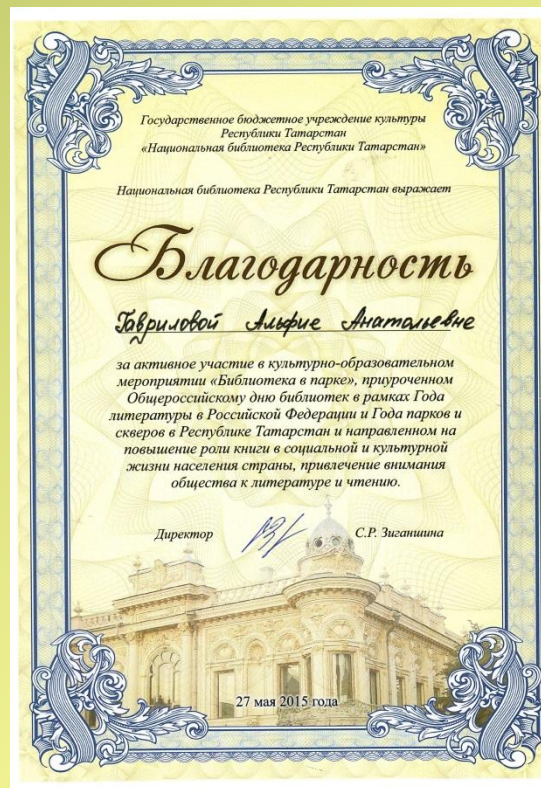 Государственное бюджетное учреждение культуры
Республики Татарстан
«Национальная библиотека Республики Татарстан»
Национальная библиотека Республики Татарстан выражает
Благодарность
Гавриловой Альфие Анатольевне
за активное участие в культурно-образовательном
мероприятии «Библиотека в парке», приуроченном
Общероссийскому дню библиотек в рамках Года
литературы в Российской Федерации и Года парков и
скверов в Республике Татарстан и направленном на
повышение роли книги в социальной и культурной
жизни населения страны, привлечение внимания
общества к литературе и чтению.
Директор С.Р. Зиганшина
27 мая 2015 года